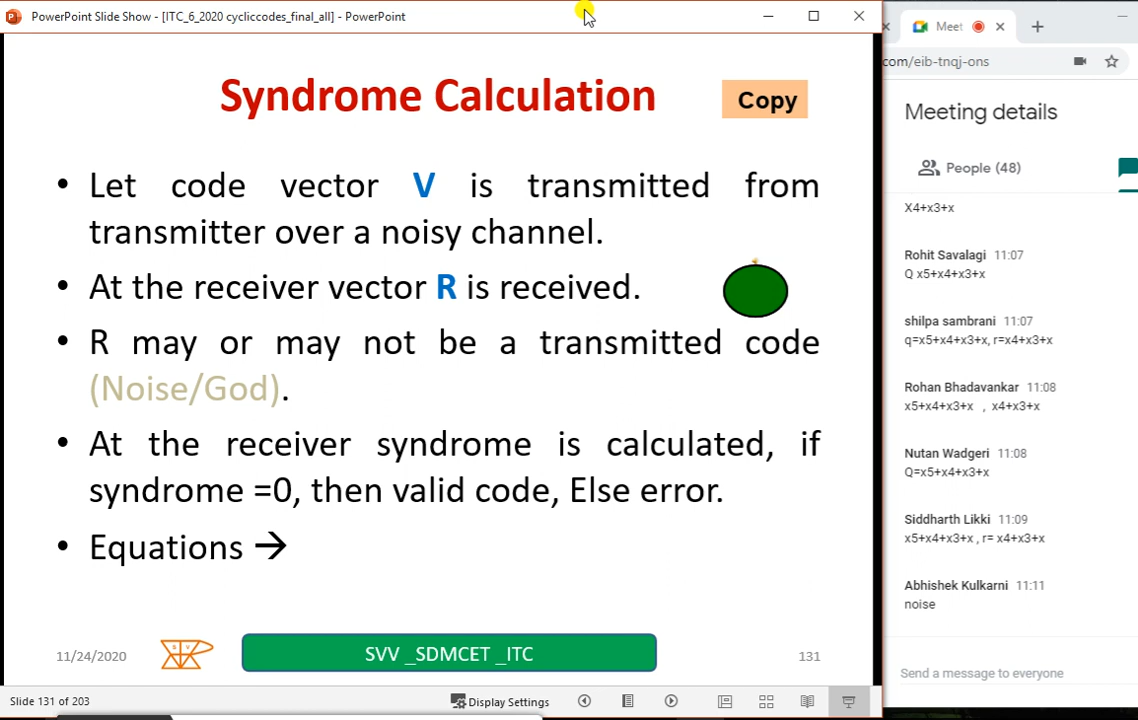 PowerPoint Slide Show - [ITC_6_2020 cycliccodes_final_all] - PowerPoint
Syndrome Calculation
Copy
• Let code vector V is transmitted from
transmitter over a noisy channel.
• At the receiver vector R is received.
• R may or may not be a transmitted code
(Noise/God).
• At the receiver syndrome is calculated, if
syndrome =0, then valid code, Else error.
• Equations →
11/24/2020
S V
SVV _SDMCET _ITC
131
Slide 131 of 203
Display Settings
Meet
com/eib-tnqj-ons
Meeting details
People (48)
X4+x3+x
Rohit Savalagi 11:07
Q x5+x4+x3+x
shilpa sambrani 11:07
q=x5+x4+x3+x, r=x4+x3+x
Rohan Bhadavankar 11:08
x5+x4+x3+x , x4+x3+x
Nutan Wadgeri 11:08
Q=x5+x4+x3+x
Siddharth Likki 11:09
x5+x4+x3+x , r= x4+x3+x
Abhishek Kulkarni 11:11
noise
Send a message to everyone